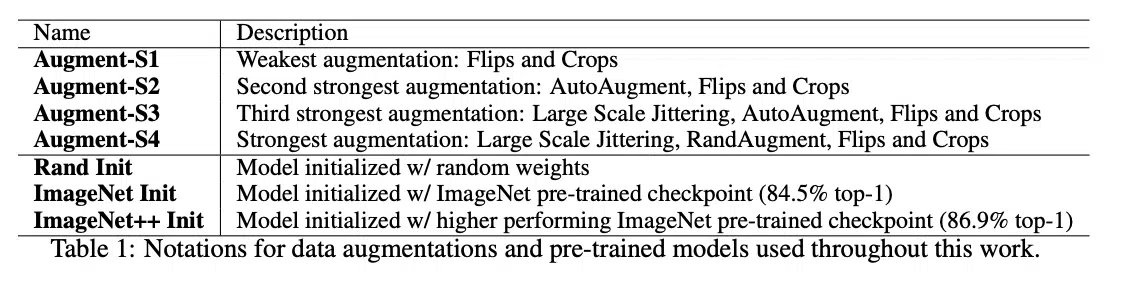 Name Description
Augment-S1 Weakest augmentation: Flips and Crops
Augment-S2 Second strongest augmentation: AutoAugment, Flips and Crops
Augment-S3 Third strongest augmentation: Large Scale Jittering, AutoAugment, Flips and Crops
Augment-S4 Strongest augmentation: Large Scale Jittering, RandAugment, Flips and Crops
Rand Init Model initialized w/ random weights
ImageNet Init Model initialized w/ ImageNet pre-trained checkpoint (84.5% top-1)
ImageNet++ Init Model initialized w/ higher performing ImageNet pre-trained checkpoint (86.9% top-1)
Table 1: Notations for data augmentations and pre-trained models used throughout this work.